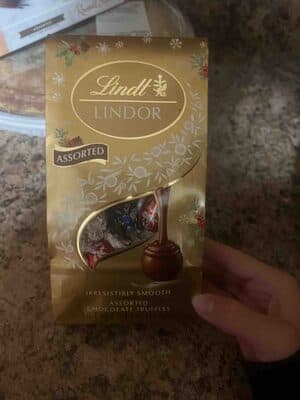 Lindt
LINDOR
ASSORTED
IRRESISTIBLY SMOOTH
ASSORTED
CHOCOLATE TRUFFLES